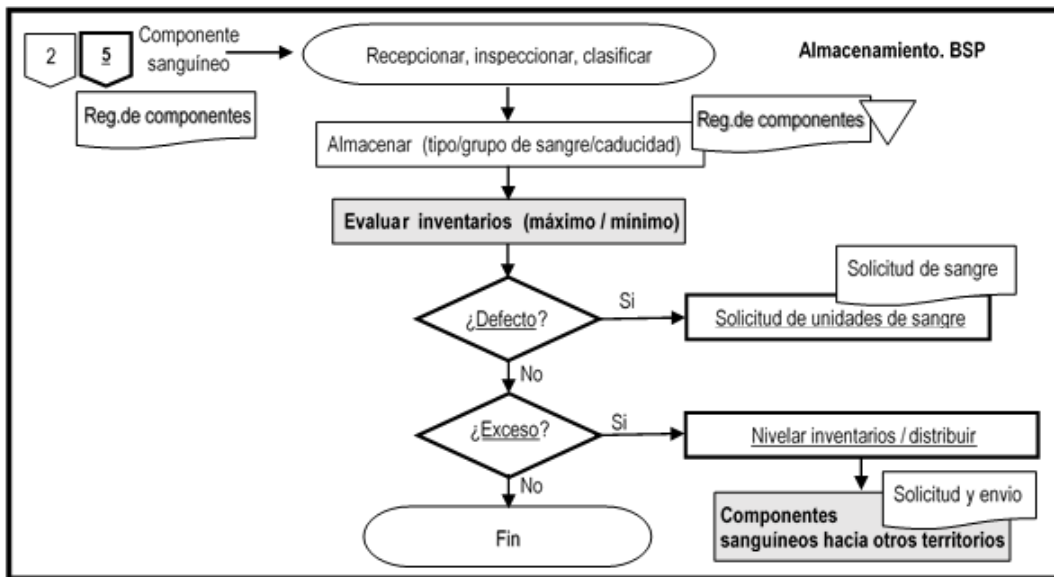 2
5
Componente
sanguíneo
Recepcionar, inspeccionar, clasificar
Almacenamiento. BSP
Reg.de componentes
Reg.de componentes
Almacenar (tipo/grupo de sangre/caducidad)
Evaluar inventarios (máximo / mínimo)
Solicitud de sangre
¿Defecto?
Si
Solicitud de unidades de sangre
No
¿Exceso?
Si
Nivelar inventarios / distribuir
No
Solicitud y envio
Fin
Componentes
sanguíneos hacia otros territorios